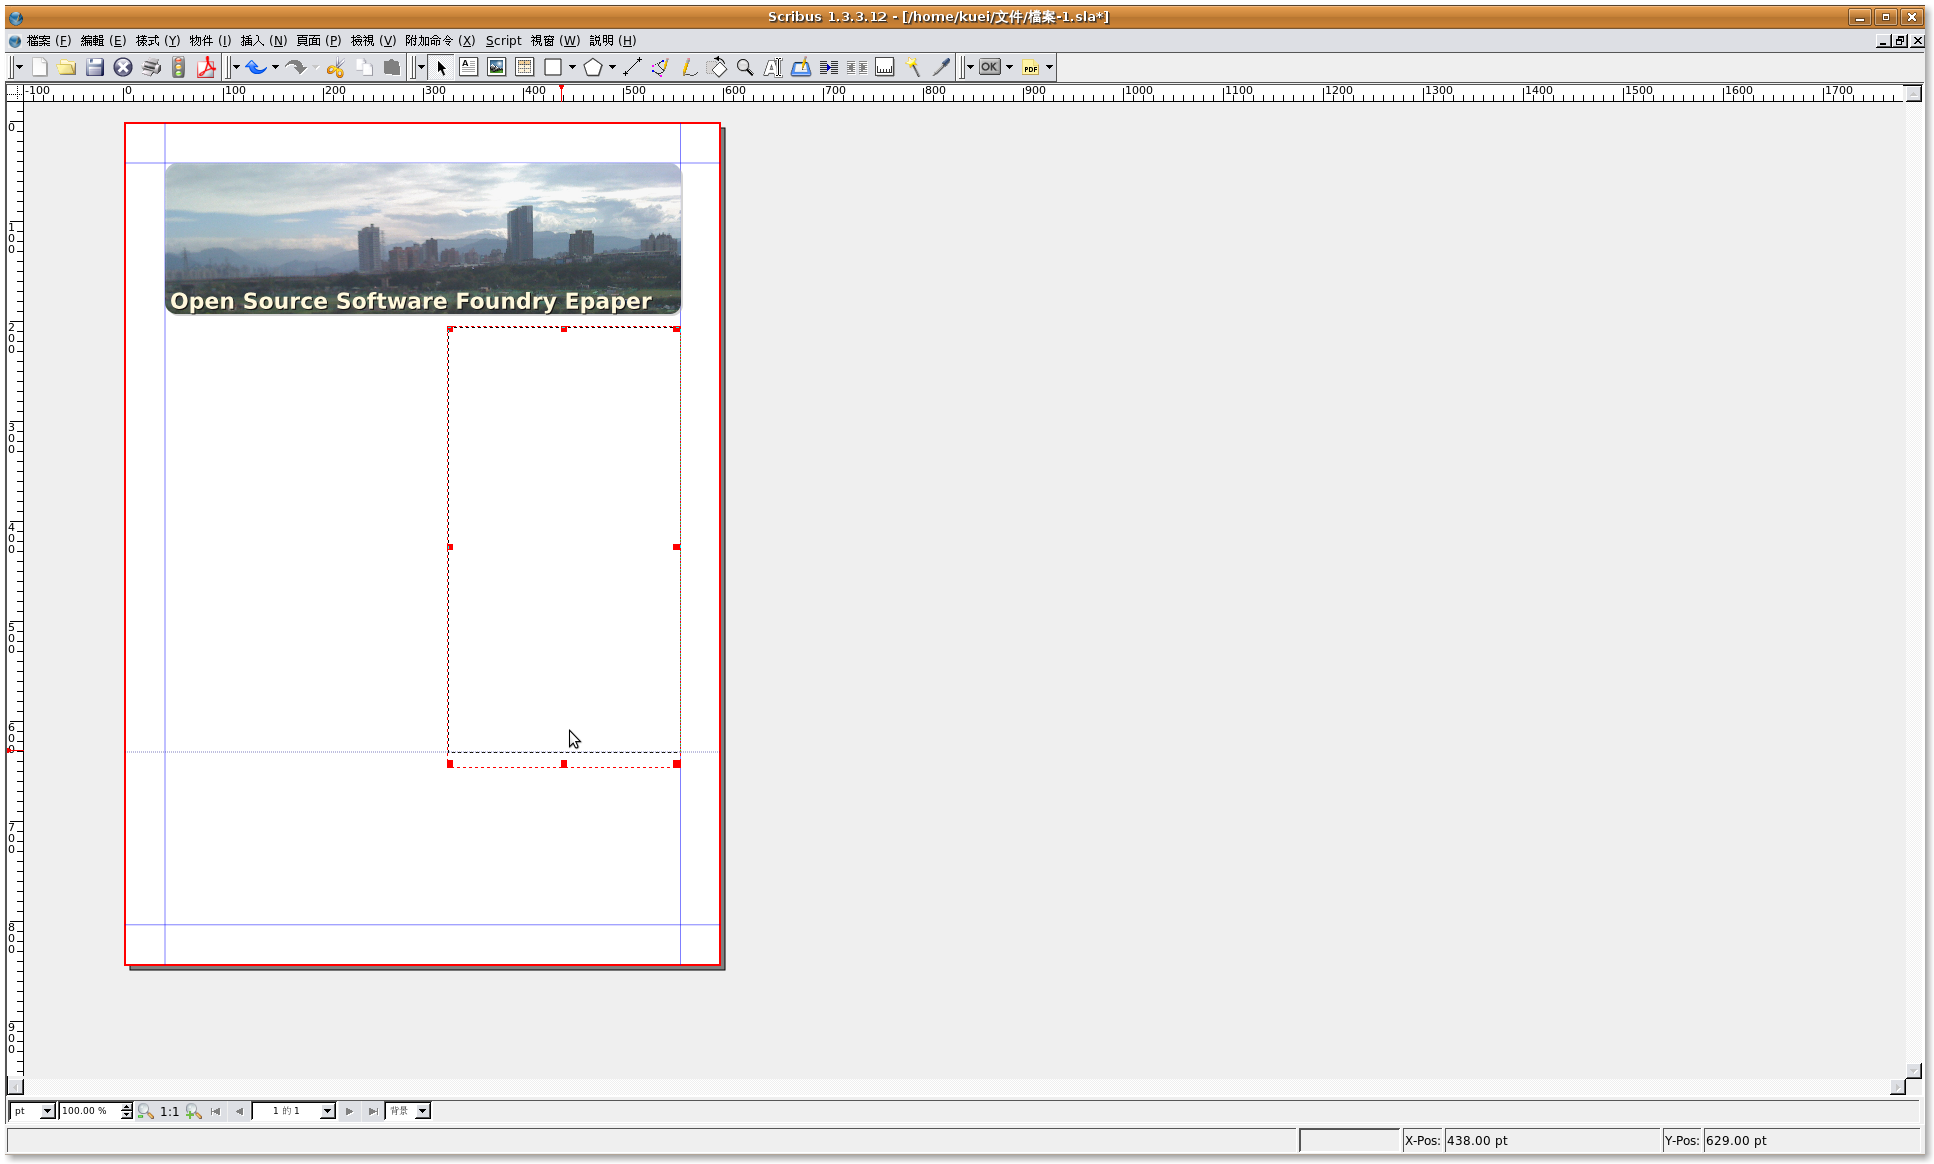 Scribus 1.3.3.12 - [/home/kuei/文件/檔案-1.sla*]
檔案 (F) 編輯 (E) 樣式 (Y) 物件 (I) 插入 (N) 頁面 (P) 檢視 (V) 附加命令 (X) Script 視窗 (W) 説明 (H)
OK PDF
-100 0 100 200 300 400 500 600 700 800 900 1000 1100 1200 1300 1400 1500 1600 1700
0
100
200
300
400
500
600
700
800
900
Open Source Software Foundry Epaper
pt 100.00 % 1:1 1 的 1 背景
X-Pos: 438.00 pt Y-Pos: 629.00 pt